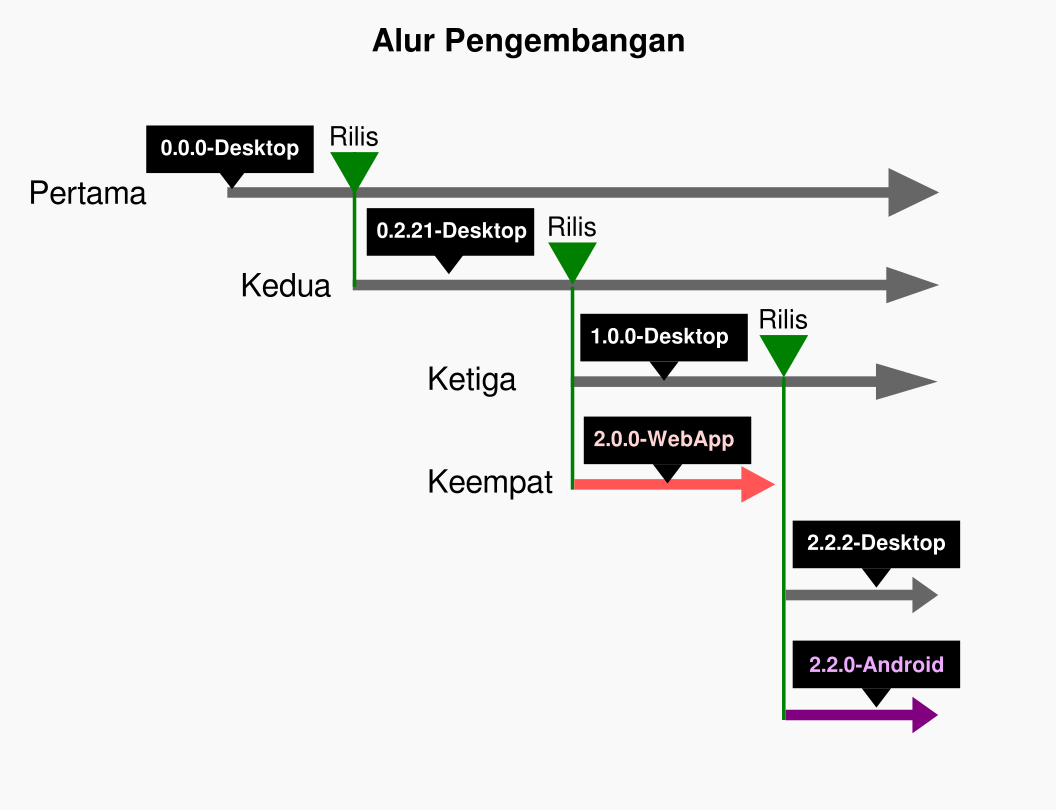 Alur Pengembangan
0.0.0-Desktop
Rilis
Pertama
0.2.21-Desktop
Rilis
Kedua
1.0.0-Desktop
Rilis
Ketiga
2.0.0-WebApp
Keempat
2.2.2-Desktop
2.2.0-Android